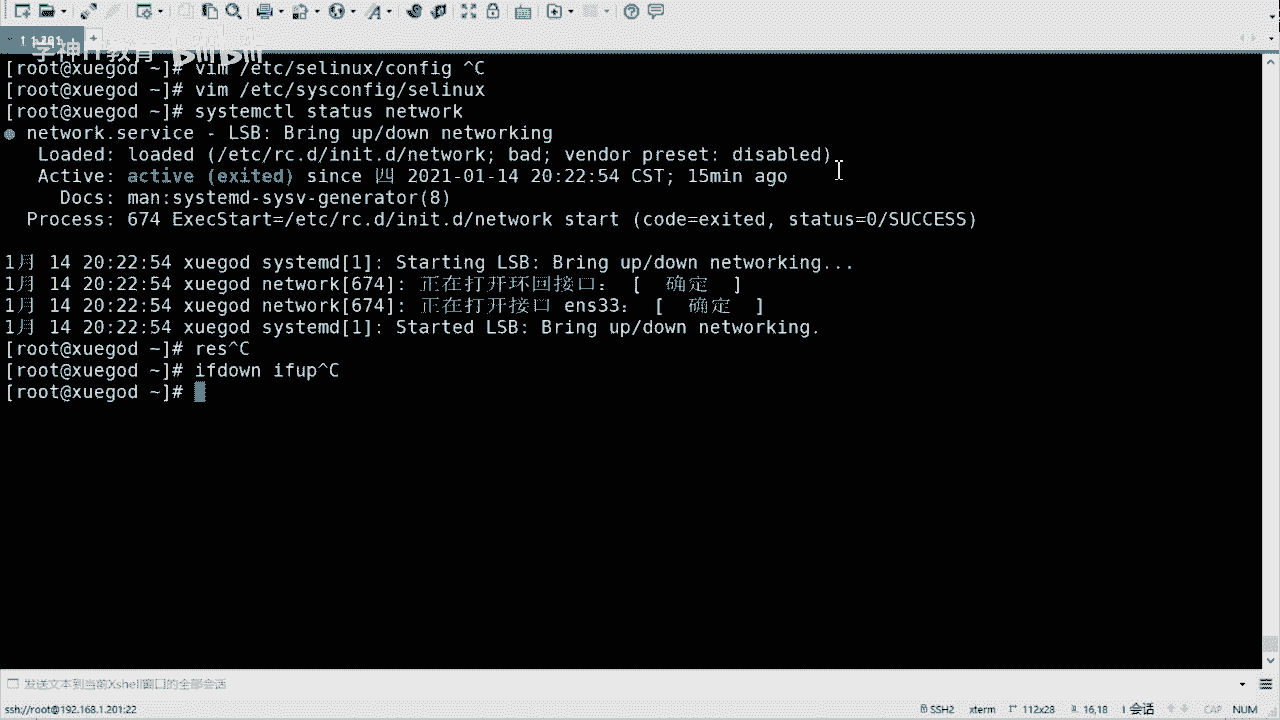 1 1.201
学神IT教育 bilibili
[root@xuegod ~]# vim /etc/selinux/config ^C
[root@xuegod ~]# vim /etc/sysconfig/selinux
[root@xuegod ~]# systemctl status network
● network.service - LSB: Bring up/down networking
Loaded: loaded (/etc/rc.d/init.d/network; bad; vendor preset: disabled)
Active: active (exited) since 四 2021-01-14 20:22:54 CST; 15min ago
Docs: man:systemd-sysv-generator(8)
Process: 674 ExecStart=/etc/rc.d/init.d/network start (code=exited, status=0/SUCCESS)
1月 14 20:22:54 xuegod systemd[1]: Starting LSB: Bring up/down networking...
1月 14 20:22:54 xuegod network[674]: 正在打开环回接口： [  确定  ]
1月 14 20:22:54 xuegod network[674]: 正在打开接口 ens33： [  确定  ]
1月 14 20:22:54 xuegod systemd[1]: Started LSB: Bring up/down networking.
[root@xuegod ~]# res^C
[root@xuegod ~]# ifdown ifup^C
[root@xuegod ~]#
发送文本到当前Xshell窗口的全部会话
ssh://root@192.168.1.201:22 SSH2 xterm 112x28 16,18 1 会话 CAP NUM